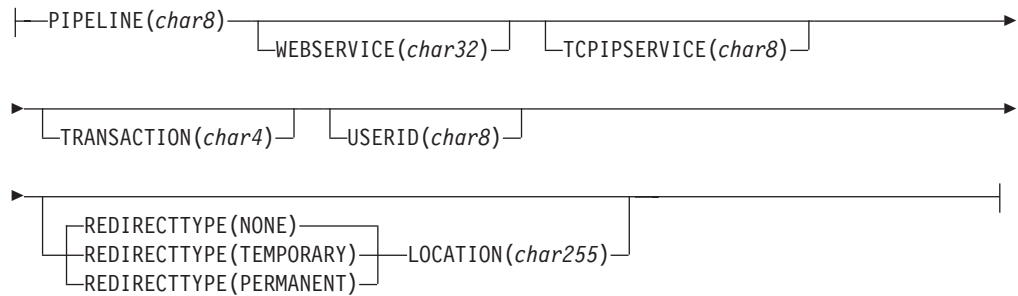 PIPELINE(char8)
WEBSERVICE(char32) TCPIPSERVICE(char8)
TRANSACTION(char4) USERID(char8)
REDIRECTTYPE(NONE)
REDIRECTTYPE(TEMPORARY) LOCATION(char255)
REDIRECTTYPE(PERMANENT)